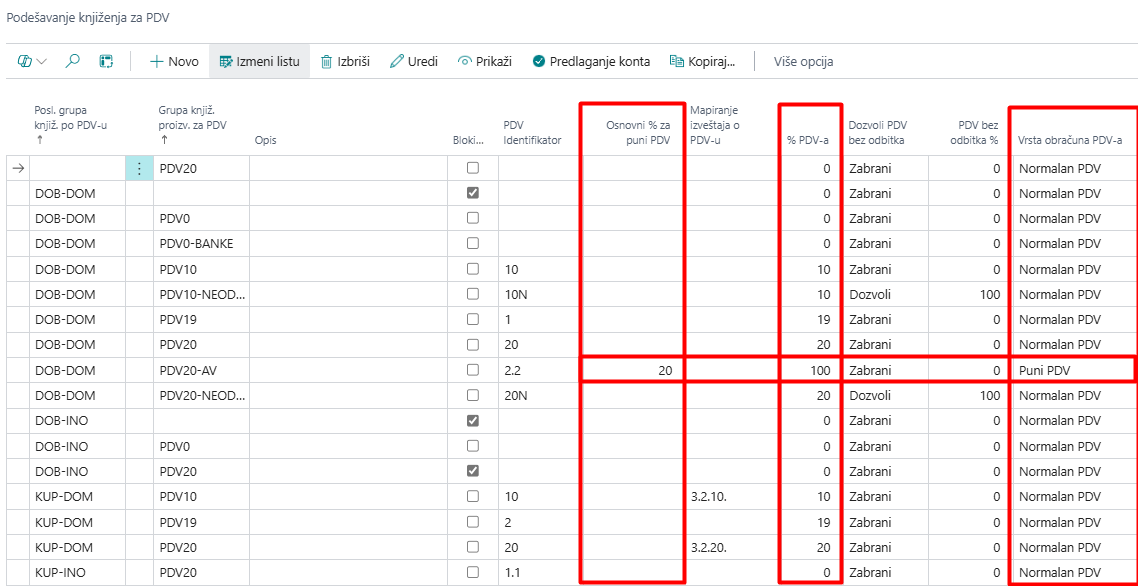 Podešavanje knjiženja za PDV
Novo Izmeni listu Izbriši Uredi Prikaži Predlaganje konta Kopiraj... Više opcija
Posl. grupa knjiž. po PDV-u ↑ Grupa knjiž. proizv. za PDV ↑ Opis Bloki... PDV Identifikator Osnovni % za puni PDV Mapiranje izveštaja o PDV-u % PDV-a Dozvoli PDV bez odbitka PDV bez odbitka % Vrsta obračuna PDV-a
→ PDV20 0 Zabrani 0 Normalan PDV
DOB-DOM 0 Zabrani 0 Normalan PDV
DOB-DOM PDV0 0 Zabrani 0 Normalan PDV
DOB-DOM PDV0-BANKE 0 Zabrani 0 Normalan PDV
DOB-DOM PDV10 10 10 Zabrani 0 Normalan PDV
DOB-DOM PDV10-NEOD... 10N 10 Dozvoli 100 Normalan PDV
DOB-DOM PDV19 1 19 Zabrani 0 Normalan PDV
DOB-DOM PDV20 20 20 Zabrani 0 Normalan PDV
DOB-DOM PDV20-AV 2.2 20 100 Zabrani 0 Puni PDV
DOB-DOM PDV20-NEOD... 20N 20 Dozvoli 100 Normalan PDV
DOB-INO 0 Zabrani 0 Normalan PDV
DOB-INO PDV0 0 Zabrani 0 Normalan PDV
DOB-INO PDV20 0 Zabrani 0 Normalan PDV
KUP-DOM PDV10 10 3.2.10. 10 Zabrani 0 Normalan PDV
KUP-DOM PDV19 2 19 Zabrani 0 Normalan PDV
KUP-DOM PDV20 20 3.2.20. 20 Zabrani 0 Normalan PDV
KUP-INO PDV20 1.1 0 Zabrani 0 Normalan PDV